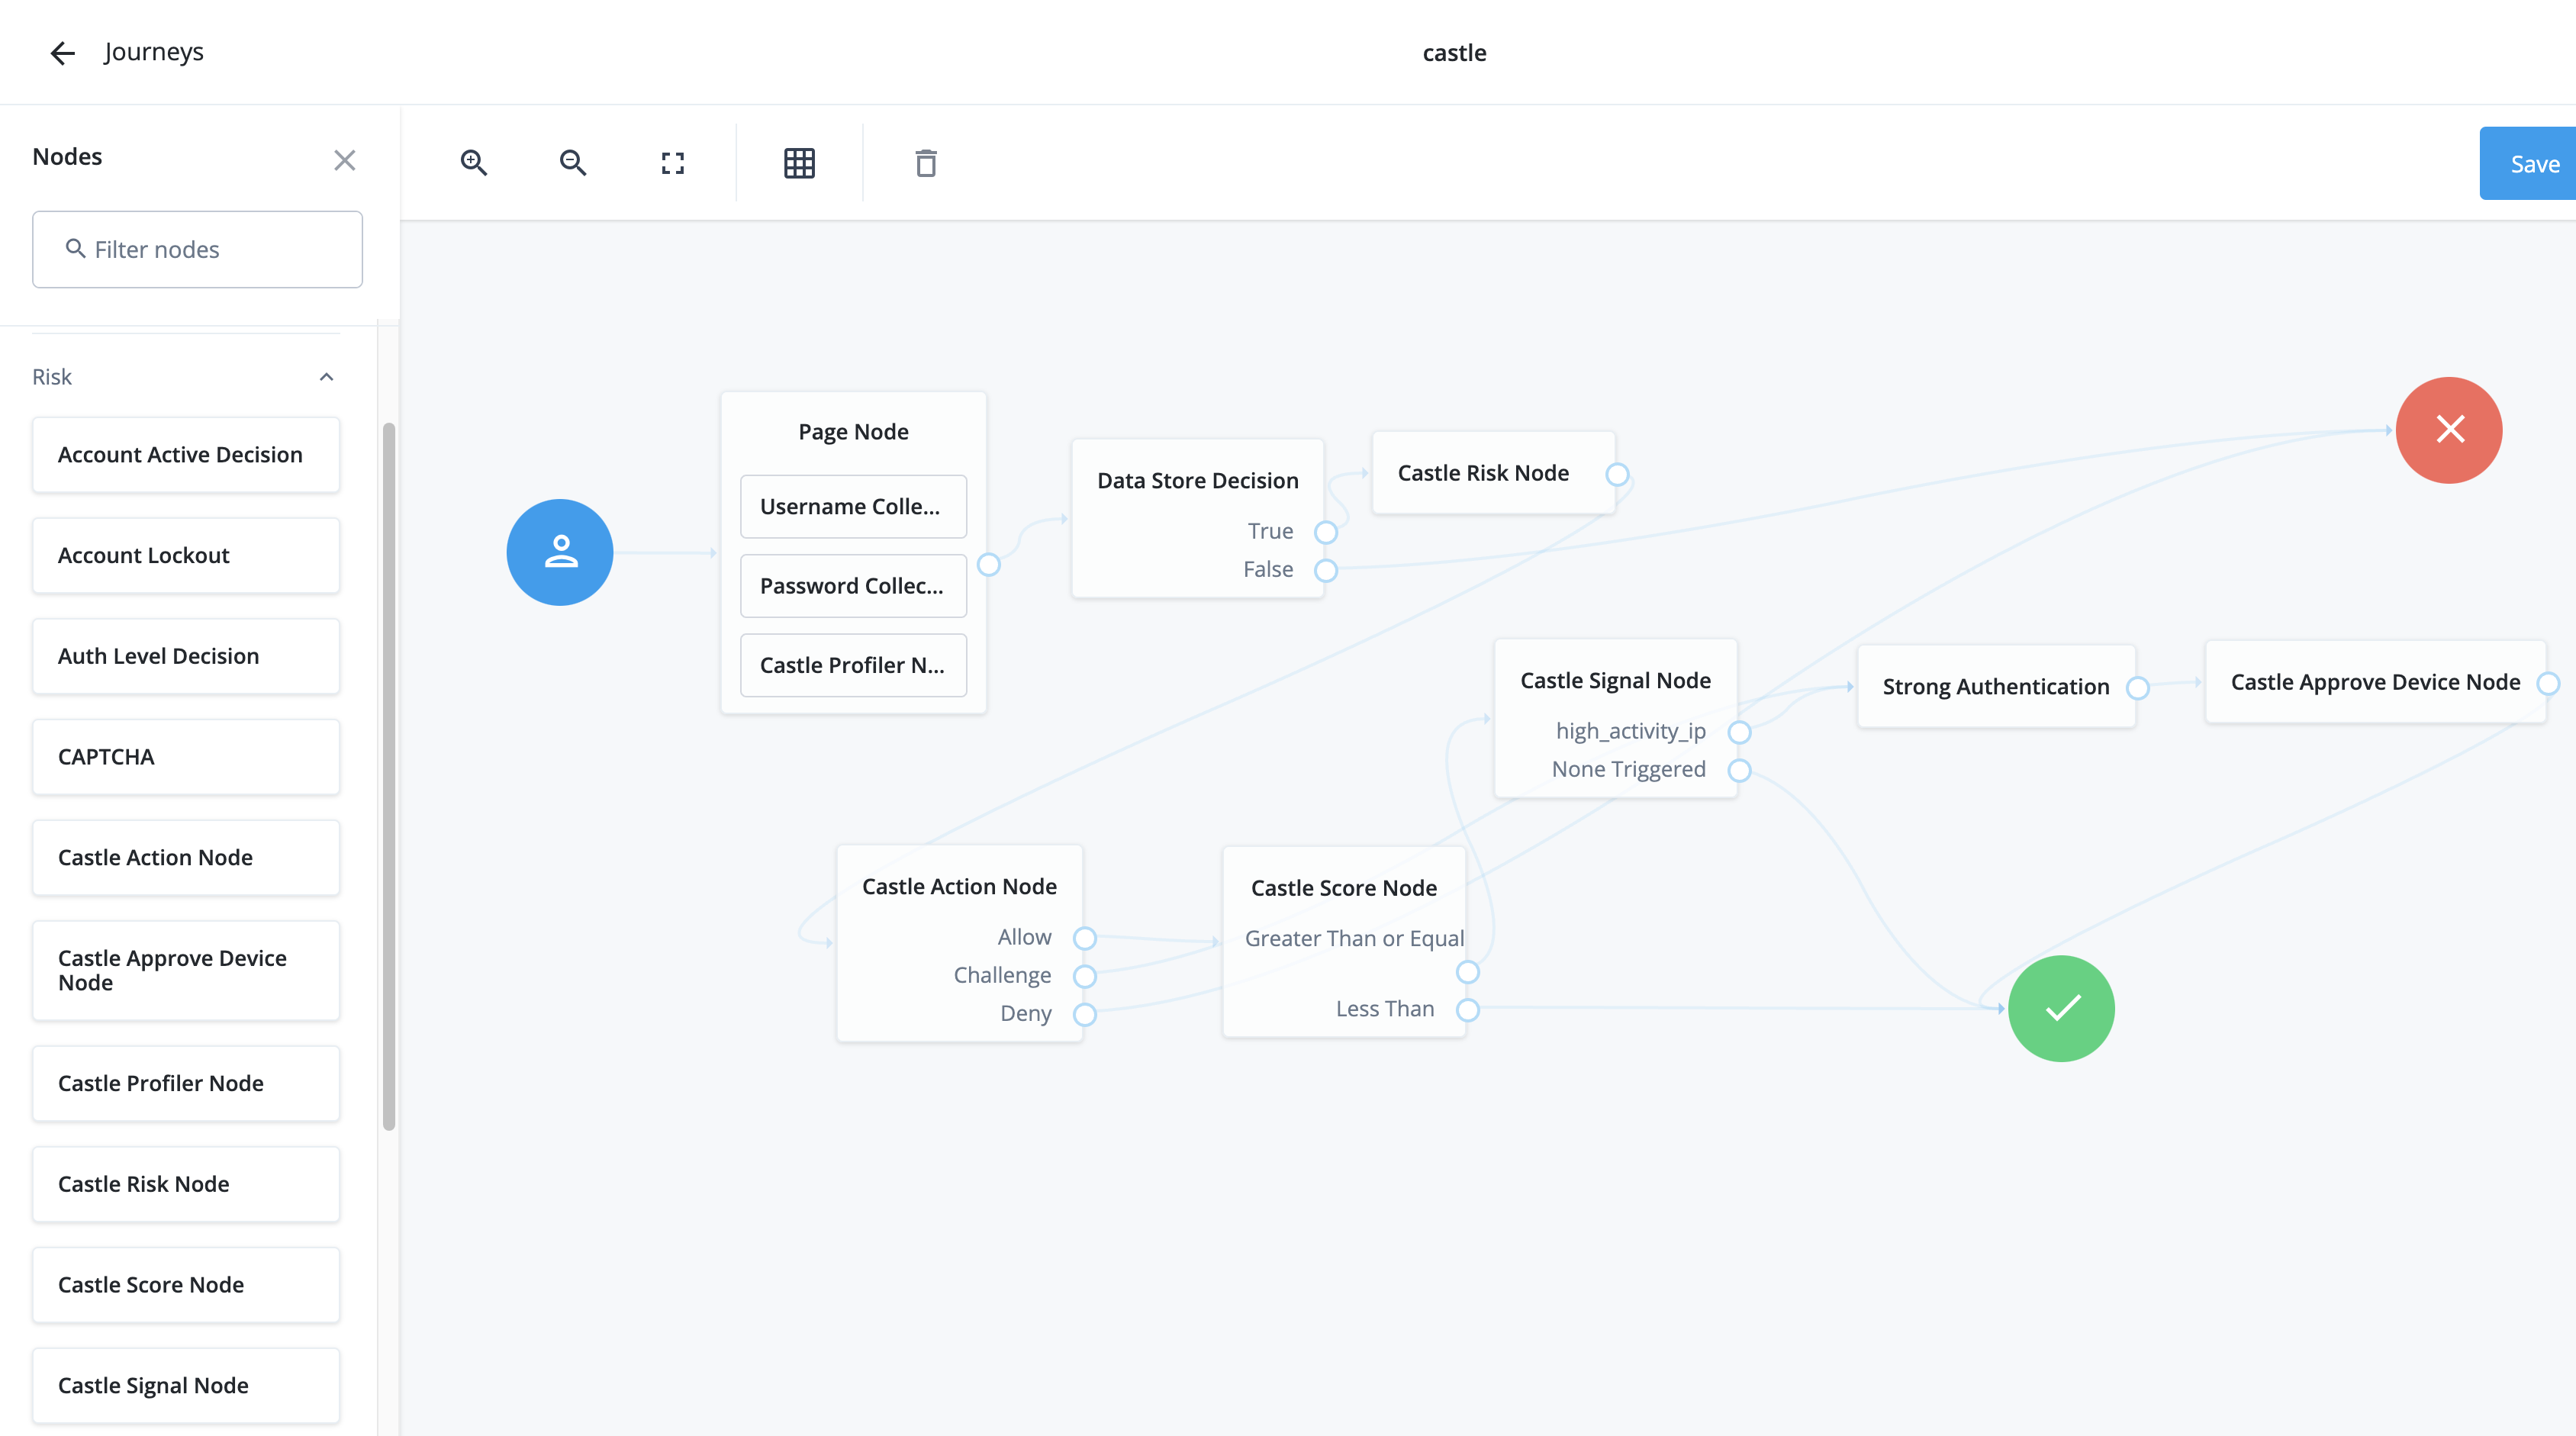 Journeys
castle
Nodes
Save
Filter nodes
Risk
Account Active Decision
Account Lockout
Auth Level Decision
CAPTCHA
Castle Action Node
Castle Approve Device
Node
Castle Profiler Node
Castle Risk Node
Castle Score Node
Castle Signal Node
Page Node
Username Colle...
Password Collec...
Castle Profiler N...
Data Store Decision
True
False
Castle Risk Node
Castle Signal Node
high_activity_ip
None Triggered
Strong Authentication
Castle Approve Device Node
Castle Action Node
Allow
Challenge
Deny
Castle Score Node
Greater Than or Equal
Less Than